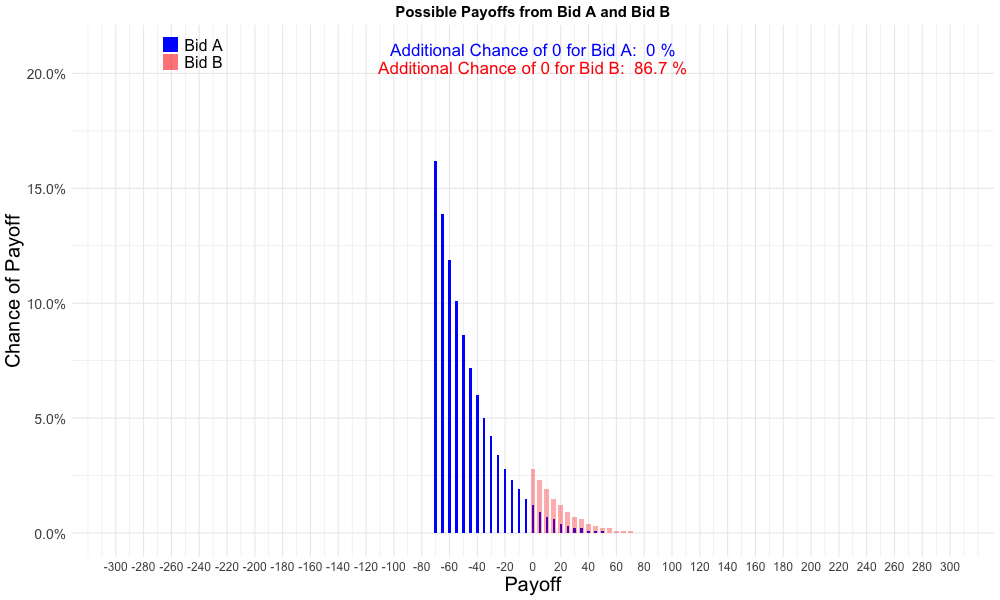 Possible Payoffs from Bid A and Bid B
Bid A
Bid B
Additional Chance of 0 for Bid A:  0 %
Additional Chance of 0 for Bid B:  86.7 %
Chance of Payoff
20.0%
15.0%
10.0%
5.0%
0.0%
-300 -280 -260 -240 -220 -200 -180 -160 -140 -120 -100 -80 -60 -40 -20 0 20 40 60 80 100 120 140 160 180 200 220 240 260 280 300
Payoff